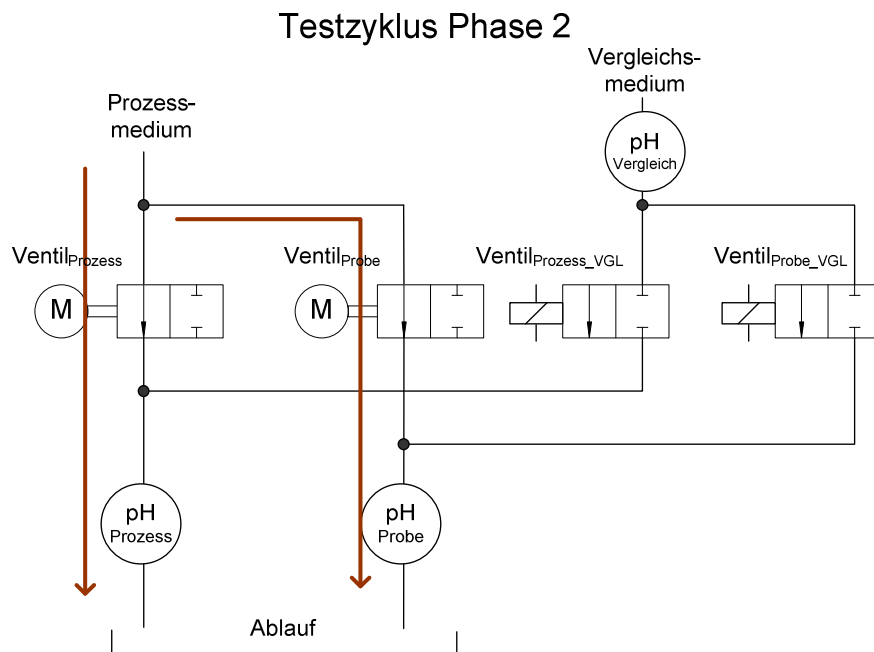 Testzyklus Phase 2
Vergleichs-
medium
Prozess-
medium
pH
Vergleich
VentilProzess
VentilProbe
VentilProzess_VGL
VentilProbe_VGL
M
M
pH
Prozess
pH
Probe
Ablauf